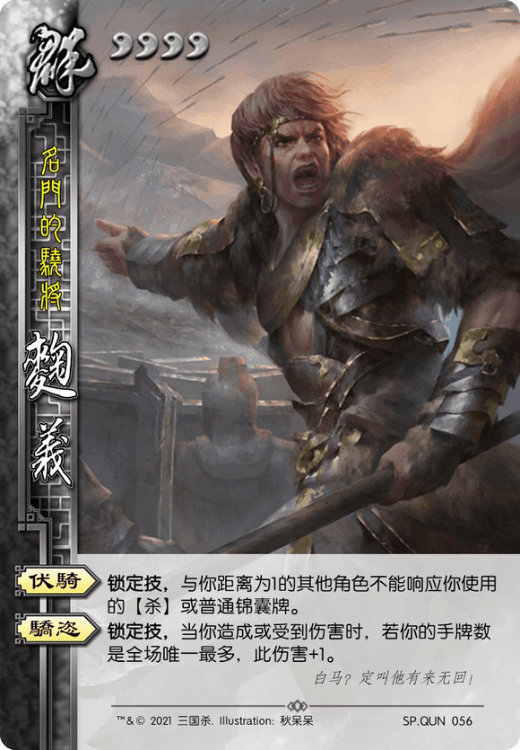 群
名門的驍將
麴義
伏騎
锁定技，与你距离为1的其他角色不能响应你使用
的【杀】或普通锦囊牌。
驕恣
锁定技，当你造成或受到伤害时，若你的手牌数
是全场唯一最多，此伤害+1。
白马？定叫他有来无回！
™&© 2021 三国杀. Illustration: 秋呆呆
SP.QUN 056